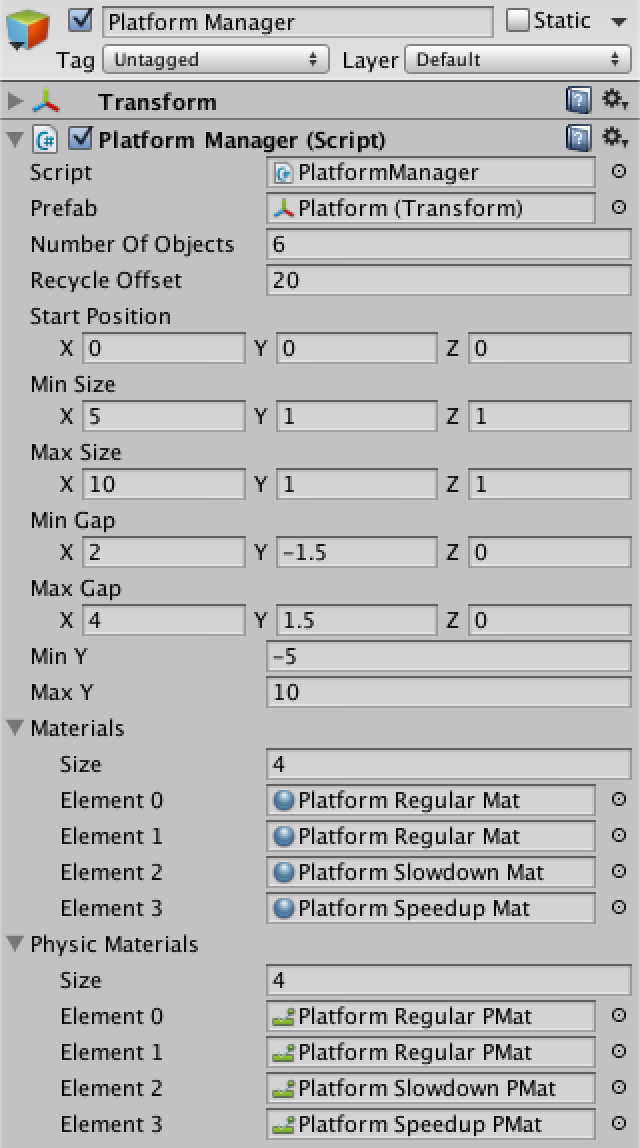 Platform Manager Static
Tag Untagged Layer Default
Transform
C# Platform Manager (Script)
Script PlatformManager
Prefab Platform (Transform)
Number Of Objects 6
Recycle Offset 20
Start Position
X 0 Y 0 Z 0
Min Size
X 5 Y 1 Z 1
Max Size
X 10 Y 1 Z 1
Min Gap
X 2 Y -1.5 Z 0
Max Gap
X 4 Y 1.5 Z 0
Min Y -5
Max Y 10
Materials
Size 4
Element 0 Platform Regular Mat
Element 1 Platform Regular Mat
Element 2 Platform Slowdown Mat
Element 3 Platform Speedup Mat
Physic Materials
Size 4
Element 0 Platform Regular PMat
Element 1 Platform Regular PMat
Element 2 Platform Slowdown PMat
Element 3 Platform Speedup PMat